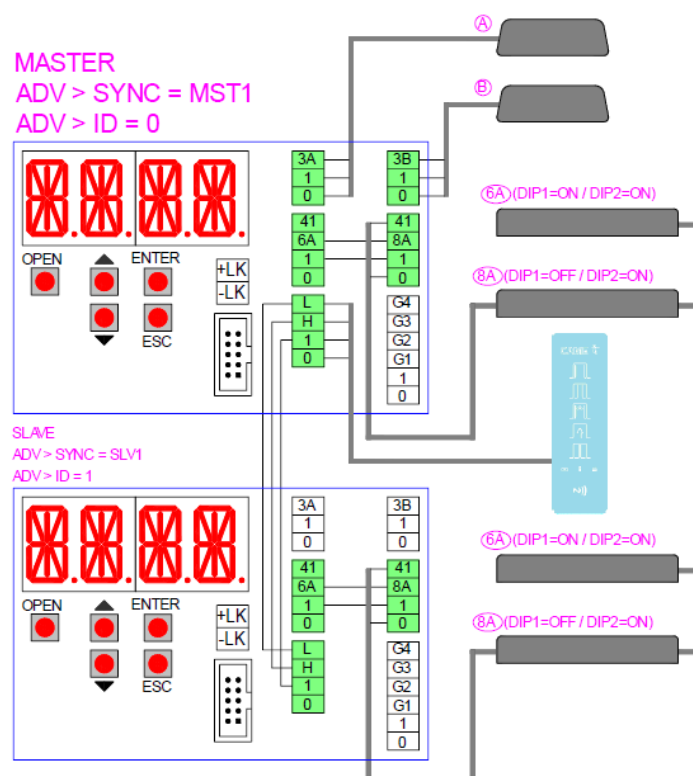 A
MASTER
ADV > SYNC = MST1
ADV > ID = 0
B
3A
1
0
3B
1
0
6A (DIP1=ON / DIP2=ON)
41
6A
1
0
41
8A
1
0
OPEN
ENTER
ESC
+LK
-LK
8A (DIP1=OFF / DIP2=ON)
L
H
1
0
G4
G3
G2
G1
1
0
SLAVE
ADV > SYNC = SLV1
ADV > ID = 1
3A
1
0
3B
1
0
6A (DIP1=ON / DIP2=ON)
41
6A
1
0
41
8A
1
0
OPEN
ENTER
ESC
+LK
-LK
8A (DIP1=OFF / DIP2=ON)
L
H
1
0
G4
G3
G2
G1
1
0